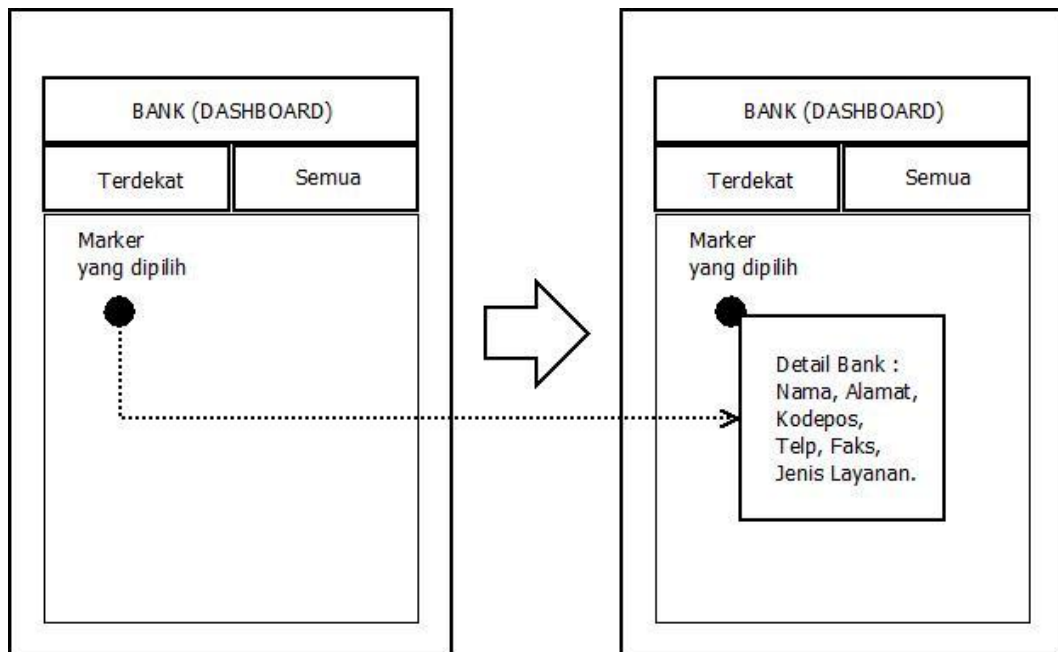 BANK (DASHBOARD)
Terdekat
Semua
Marker
yang dipilih
BANK (DASHBOARD)
Terdekat
Semua
Marker
yang dipilih
Detail Bank :
Nama, Alamat,
Kodepos,
Telp, Faks,
Jenis Layanan.